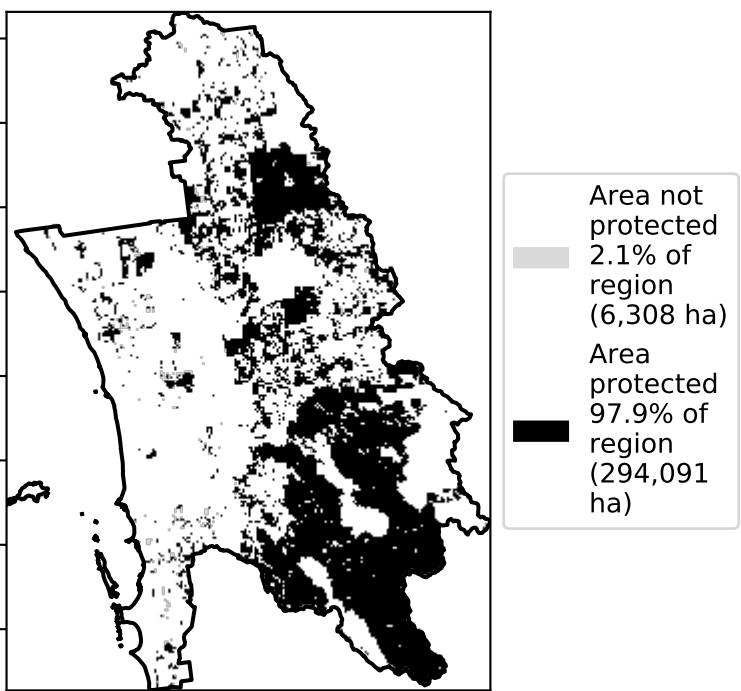 Area not
protected
2.1% of
region
(6,308 ha)
Area
protected
97.9% of
region
(294,091
ha)